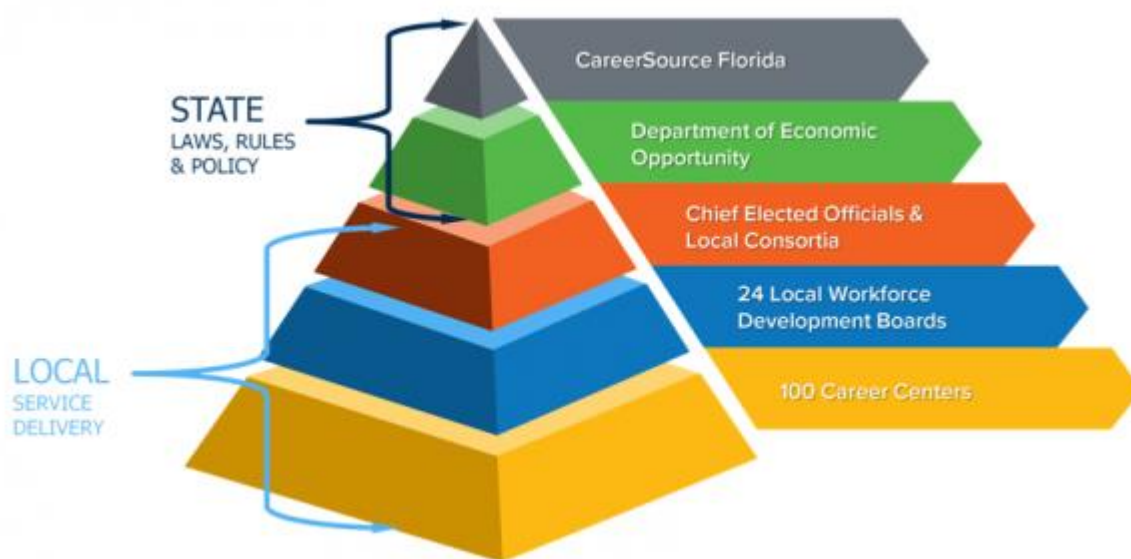 STATE
LAWS, RULES
& POLICY
LOCAL
SERVICE
DELIVERY
CareerSource Florida
Department of Economic
Opportunity
Chief Elected Officials &
Local Consortia
24 Local Workforce
Development Boards
100 Career Centers